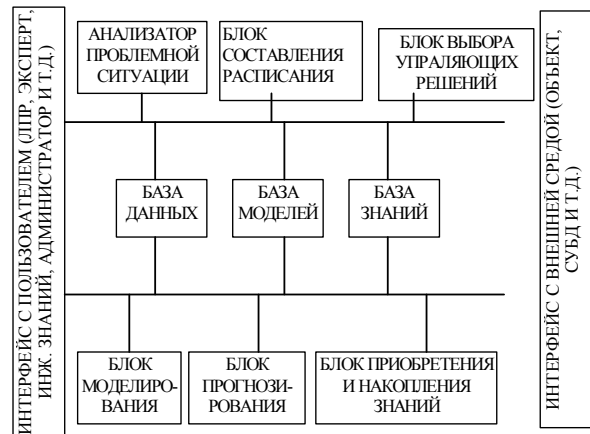 ИНТЕРФЕЙС С ПОЛЬЗОВАТЕЛЕМ (ЛПР, ЭКСПЕРТ,
ИНЖ. ЗНАНИЙ, АДМИНИСТРАТОР И Т.Д.)
АНАЛИЗАТОР
ПРОБЛЕМНОЙ
СИТУАЦИИ
БЛОК
СОСТАВЛЕНИЯ
РАСПИСАНИЯ
БЛОК ВЫБОРА
УПРАЛЯЮЩИХ
РЕШЕНИЙ
БАЗА
ДАННЫХ
БАЗА
МОДЕЛЕЙ
БАЗА
ЗНАНИЙ
БЛОК
МОДЕЛИРО-
ВАНИЯ
БЛОК
ПРОГНОЗИ-
РОВАНИЯ
БЛОК ПРИОБРЕТЕНИЯ
И НАКОПЛЕНИЯ
ЗНАНИЙ
ИНТЕРФЕЙС С ВНЕШНЕЙ СРЕДОЙ (ОБЪЕКТ,
СУБД И Т.Д.)